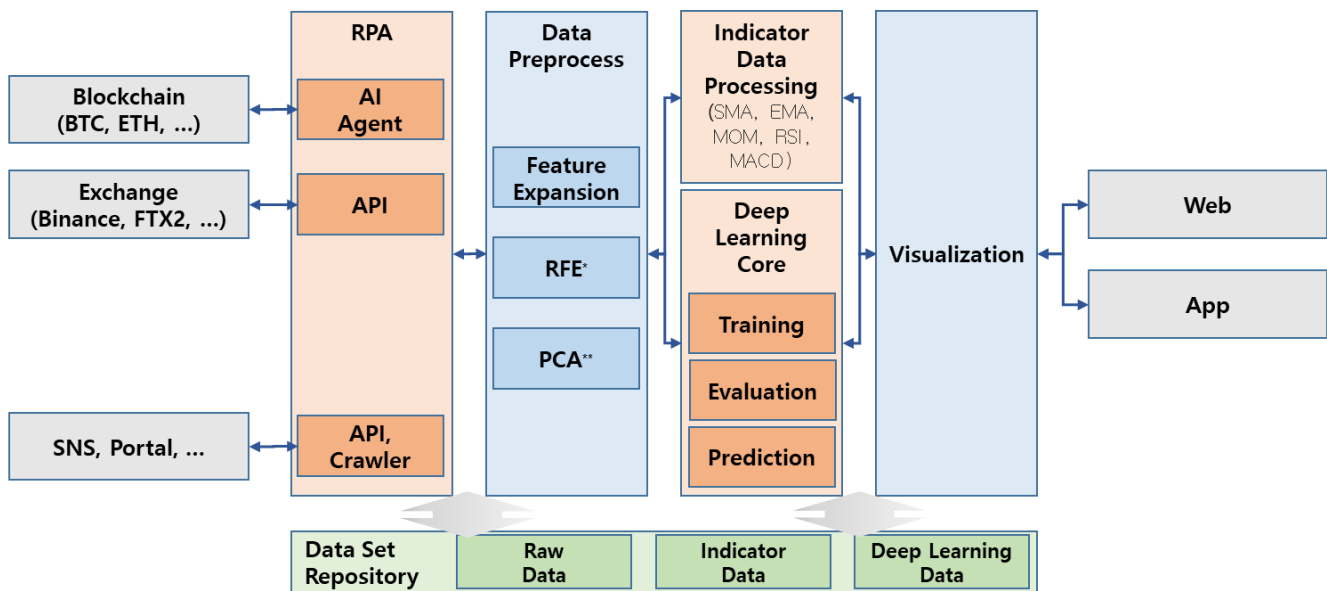 RPA
Data
Preprocess
Indicator
Data
Processing
(SMA, EMA,
MOM, RSI,
MACD)
Blockchain
(BTC, ETH, ...)
AI
Agent
Feature
Expansion
Exchange
(Binance, FTX2, ...)
API
Deep
Learning
Core
Web
RFE*
Visualization
Training
App
PCA**
Evaluation
SNS, Portal, ...
API,
Crawler
Prediction
Data Set
Repository
Raw
Data
Indicator
Data
Deep Learning
Data